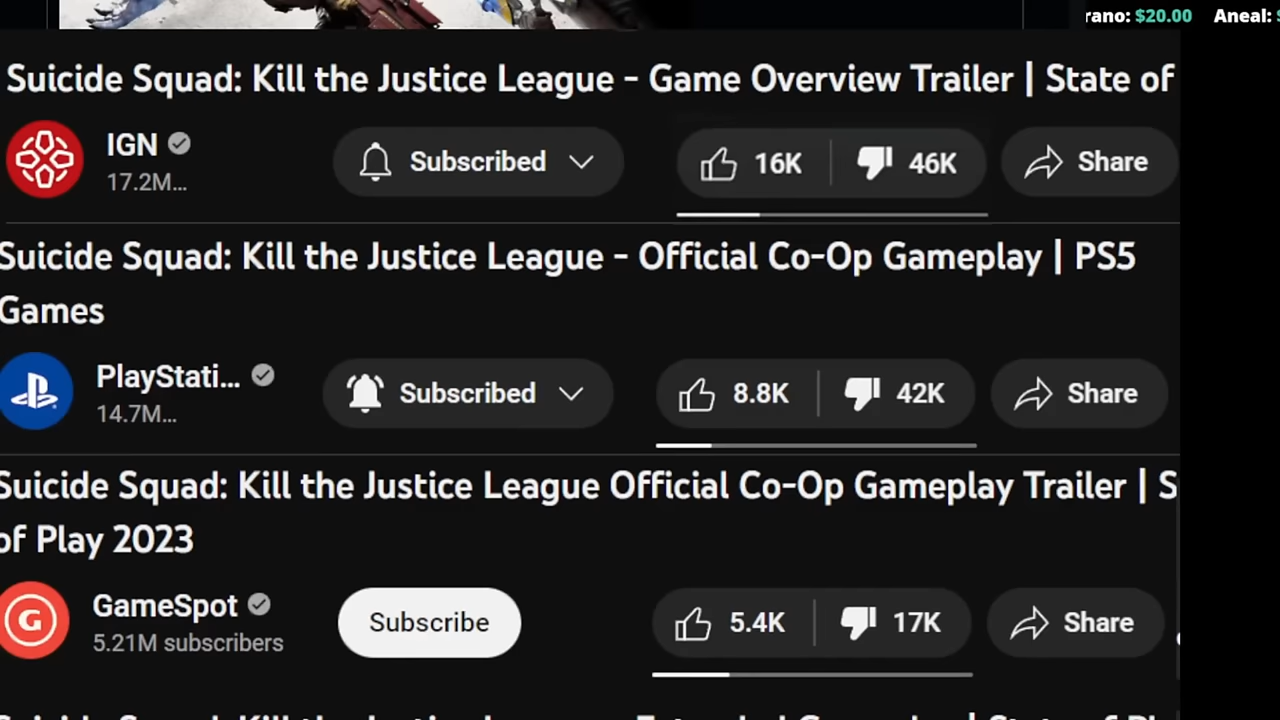 rano: $20.00 Aneal:
Suicide Squad: Kill the Justice League - Game Overview Trailer | State of
IGN
17.2M...
Subscribed
16K
46K
Share
Suicide Squad: Kill the Justice League - Official Co-Op Gameplay | PS5
Games
PlayStati...
14.7M...
Subscribed
8.8K
42K
Share
Suicide Squad: Kill the Justice League Official Co-Op Gameplay Trailer | S
of Play 2023
GameSpot
5.21M subscribers
Subscribe
5.4K
17K
Share